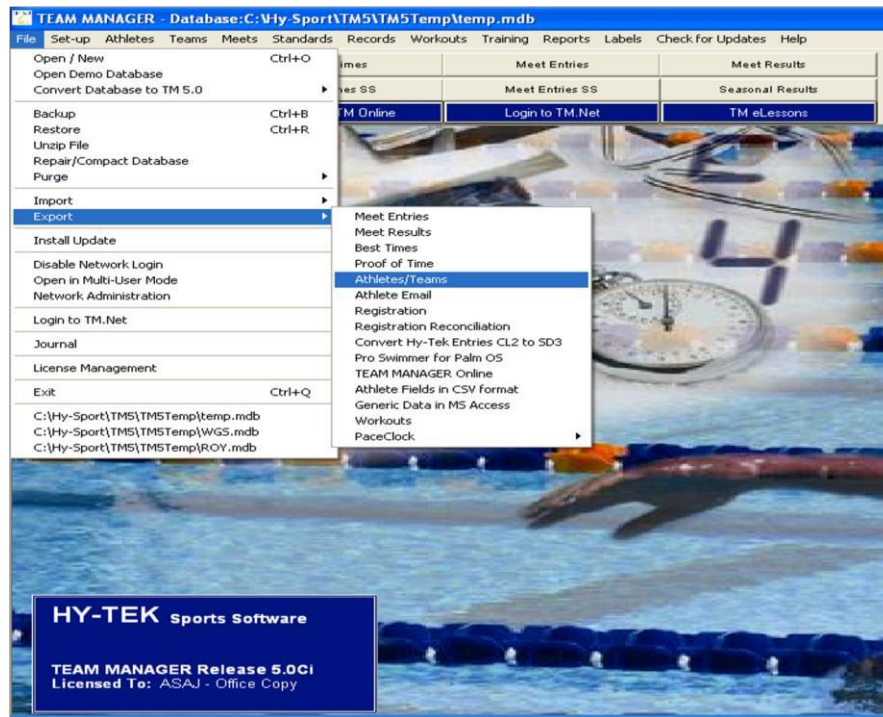 TEAM MANAGER - Database:C:\Hy-Sport\TM5\TM5Temp\temp.mdb
File Set-up Athletes Teams Meets Standards Records Workouts Training Reports Labels Check for Updates Help
Open / New Ctrl+O
Open Demo Database
Convert Database to TM 5.0
Backup Ctrl+B
Restore Ctrl+R
Unzip File
Repair/Compact Database
Purge
Import
Export
Install Update
Disable Network Login
Open in Multi-User Mode
Network Administration
Login to TM.Net
Journal
License Management
Exit Ctrl+Q
C:\Hy-Sport\TM5\TM5Temp\temp.mdb
C:\Hy-Sport\TM5\TM5Temp\WGS.mdb
C:\Hy-Sport\TM5\TM5Temp\ROY.mdb
Meet Entries Meet Results
SS Meet Entries SS Seasonal Results
TM Online Login to TM.Net TM eLessons
Meet Entries
Meet Results
Best Times
Proof of Time
Athletes/Teams
Athlete Email
Registration
Registration Reconciliation
Convert Hy-Tek Entries CL2 to SD3
Pro Swimmer for Palm OS
TEAM MANAGER Online
Athlete Fields in CSV format
Generic Data in MS Access
Workouts
PaceClock
HY-TEK Sports Software
TEAM MANAGER Release 5.0Ci
Licensed To: ASAJ - Office Copy